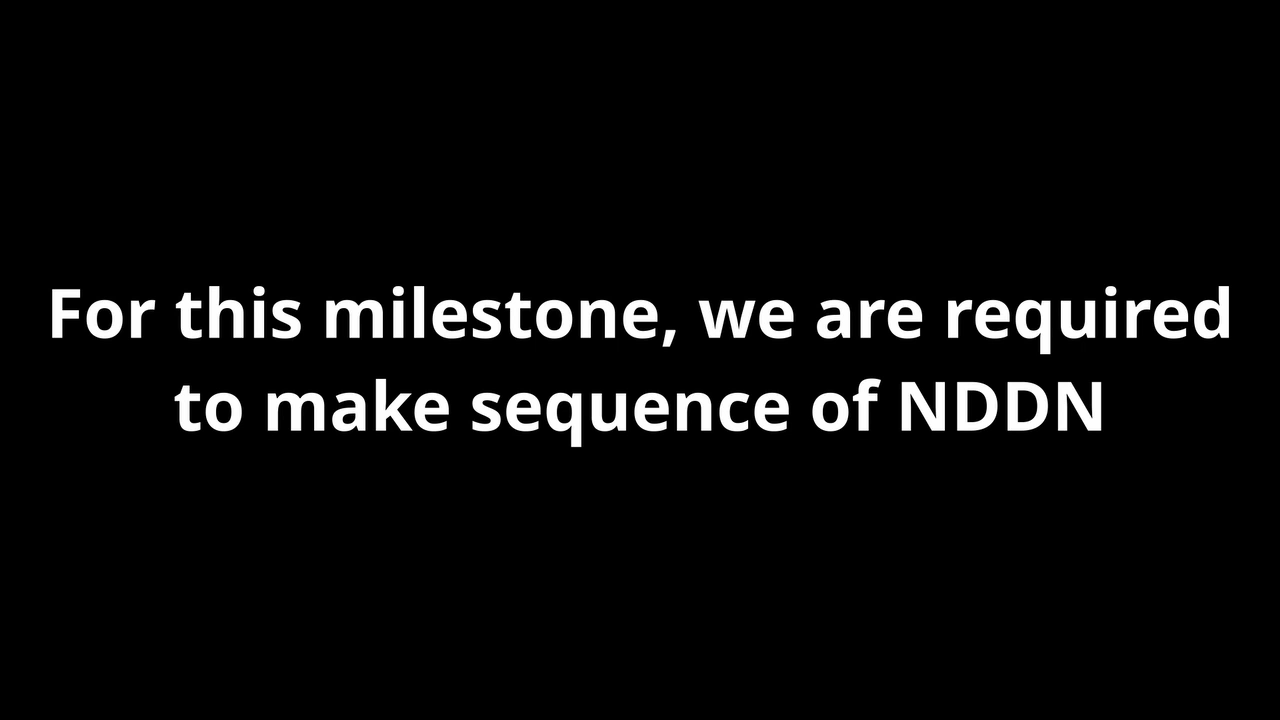 For this milestone, we are required
to make sequence of NDDN